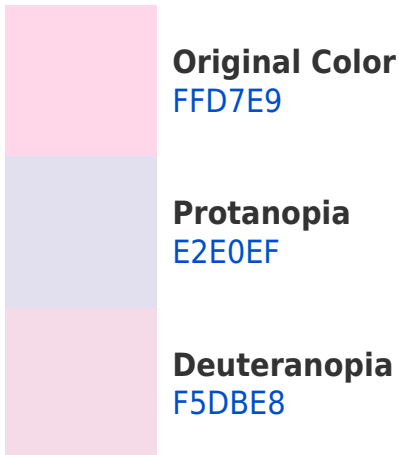 Original Color
FFD7E9
Protanopia
E2E0EF
Deuteranopia
F5DBE8